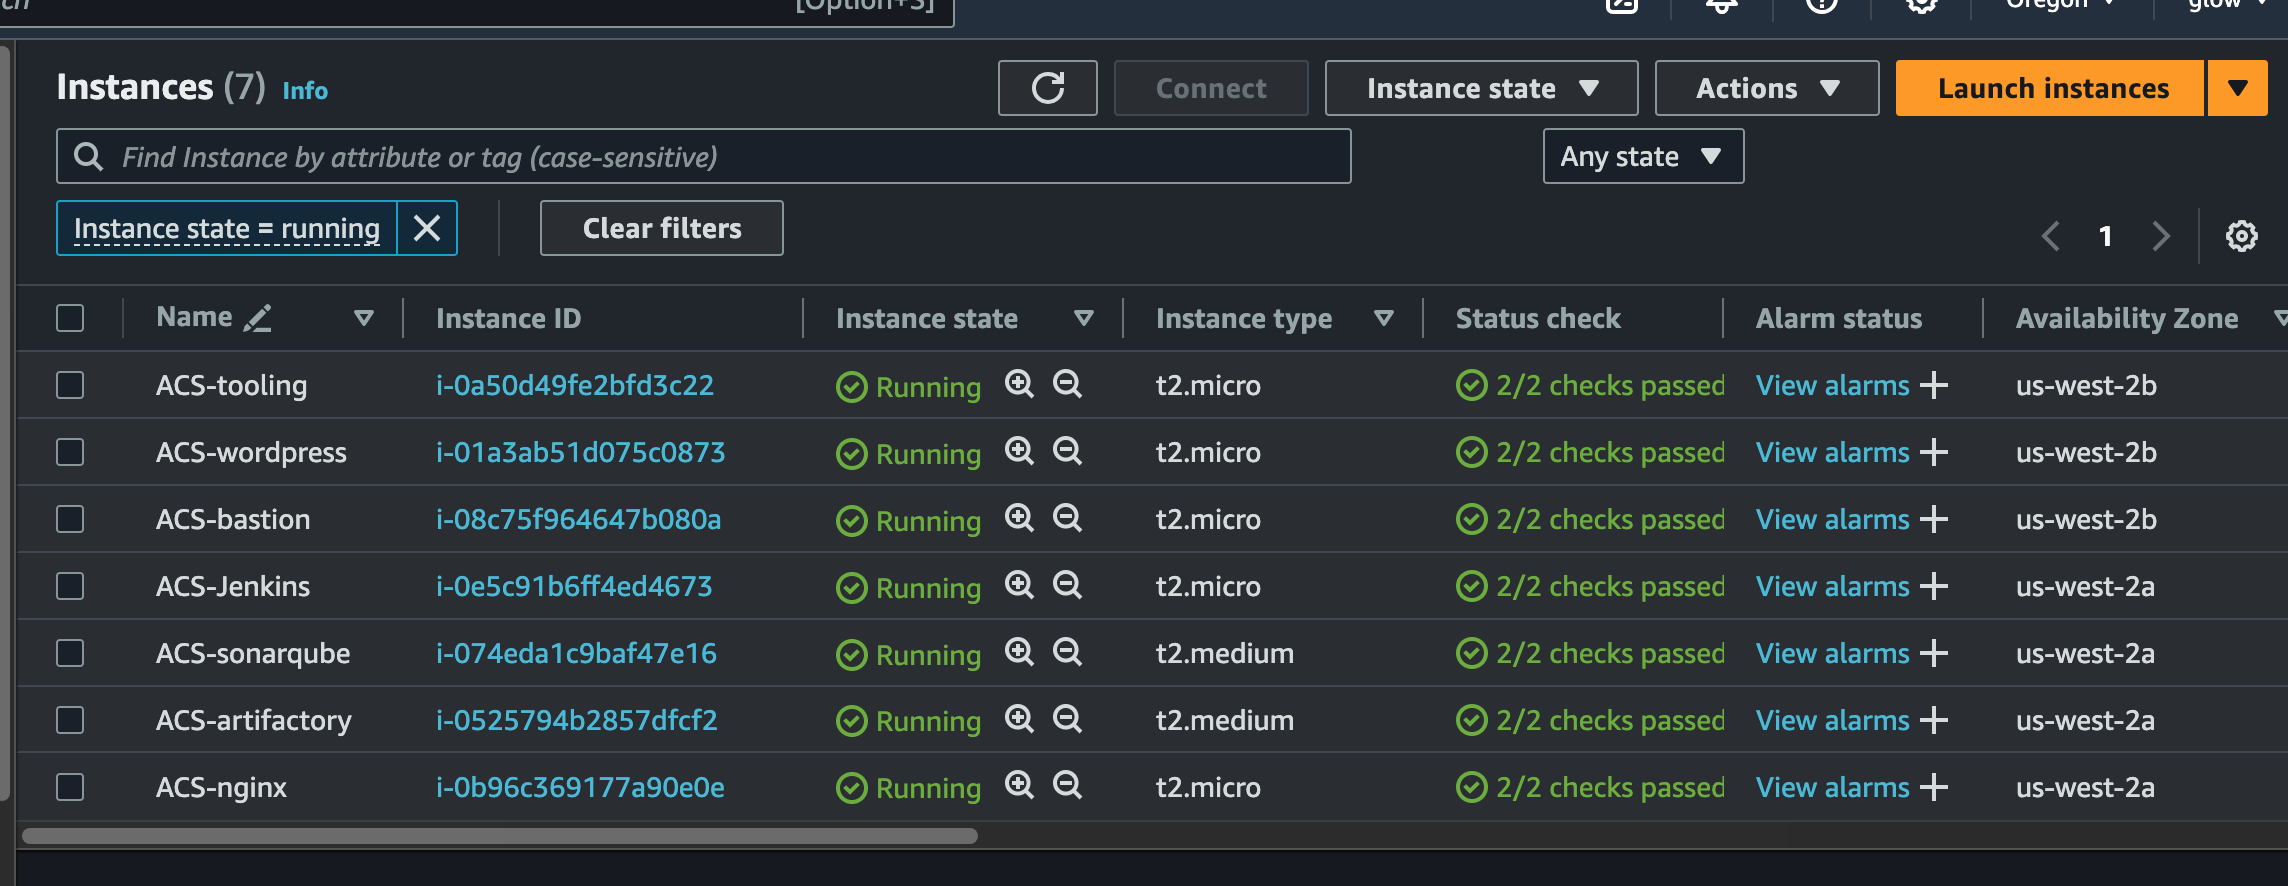 [Option+S] Oregon glow
Instances (7) Info Connect Instance state Actions Launch instances
Find Instance by attribute or tag (case-sensitive) Any state
Instance state = running Clear filters 1
Name Instance ID Instance state Instance type Status check Alarm status Availability Zone
ACS-tooling i-0a50d49fe2bfd3c22 Running t2.micro 2/2 checks passed View alarms us-west-2b
ACS-wordpress i-01a3ab51d075c0873 Running t2.micro 2/2 checks passed View alarms us-west-2b
ACS-bastion i-08c75f964647b080a Running t2.micro 2/2 checks passed View alarms us-west-2b
ACS-Jenkins i-0e5c91b6ff4ed4673 Running t2.micro 2/2 checks passed View alarms us-west-2a
ACS-sonarqube i-074eda1c9baf47e16 Running t2.medium 2/2 checks passed View alarms us-west-2a
ACS-artifactory i-0525794b2857dfcf2 Running t2.medium 2/2 checks passed View alarms us-west-2a
ACS-nginx i-0b96c369177a90e0e Running t2.micro 2/2 checks passed View alarms us-west-2a